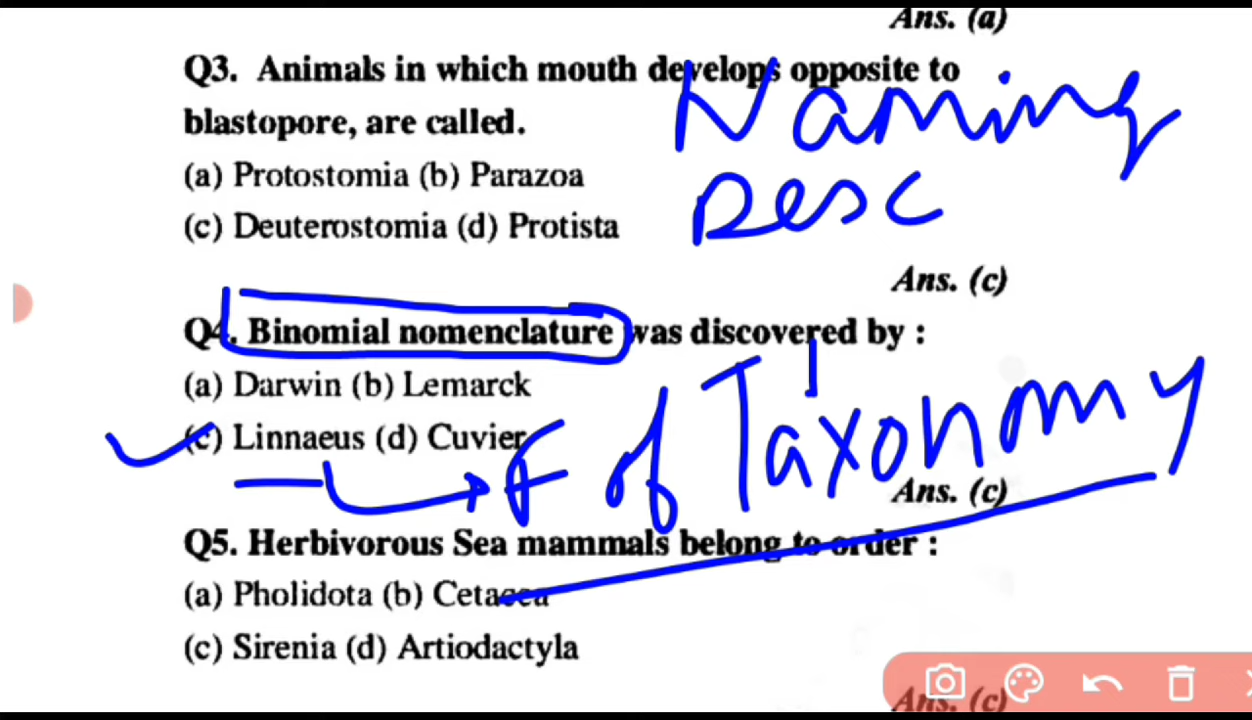 Ans. (a)
Q3. Animals in which mouth develops opposite to
blastopore, are called.
Naming
(a) Protostomia (b) Parazoa
Desc
(c) Deuterostomia (d) Protista
Ans. (c)
Q4. Binomial nomenclature was discovered by :
(a) Darwin (b) Lemarck
(c) Linnaeus (d) Cuvier
F of Taxonomy
Ans. (c)
Q5. Herbivorous Sea mammals belong to order :
(a) Pholidota (b) Cetacea
(c) Sirenia (d) Artiodactyla
Ans. (c)